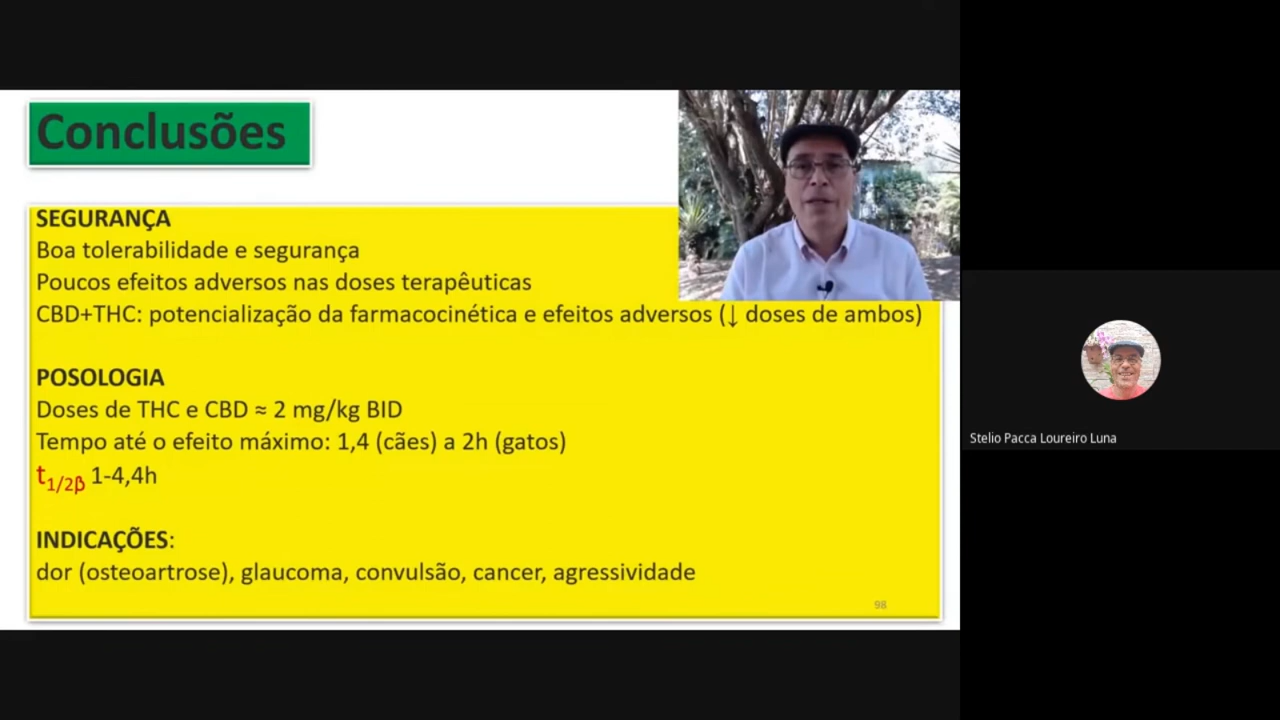 Conclusões
SEGURANÇA
Boa tolerabilidade e segurança
Poucos efeitos adversos nas doses terapêuticas
CBD+THC: potencialização da farmacocinética e efeitos adversos (↓ doses de ambos)
POSOLOGIA
Doses de THC e CBD ≈ 2 mg/kg BID
Tempo até o efeito máximo: 1,4 (cães) a 2h (gatos)
t1/2β 1-4,4h
INDICAÇÕES:
dor (osteoartrose), glaucoma, convulsão, cancer, agressividade
98
Stelio Pacca Loureiro Luna